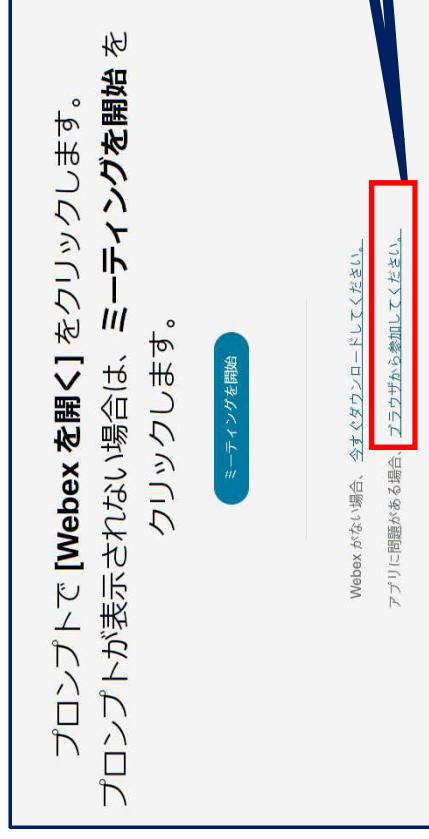 プロンプトで [Webex を開く] をクリックします。
プロンプトが表示されない場合は、ミーティングを開始 を
クリックします。
ミーティングを開始
Webex がない場合、今すぐダウンロードしてください。
アプリに問題がある場合、ブラウザから参加してください。